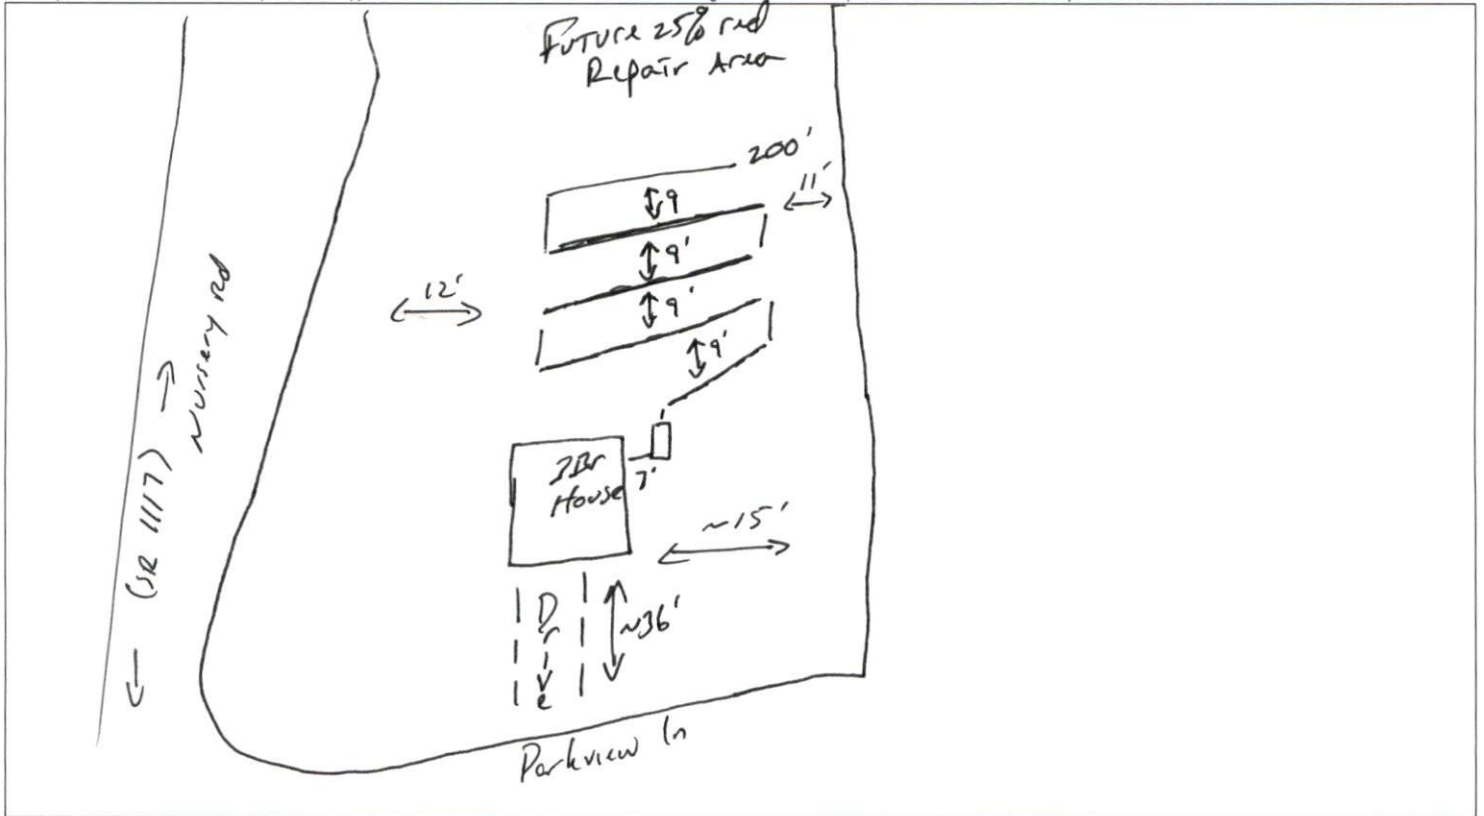 Future 25% red
Repair Area
200'
9
11'
9'
12'
9'
9'
(SR 1117)
Nursery Rd
3Br
House
7'
~15'
Drive
~36'
Parkview ln